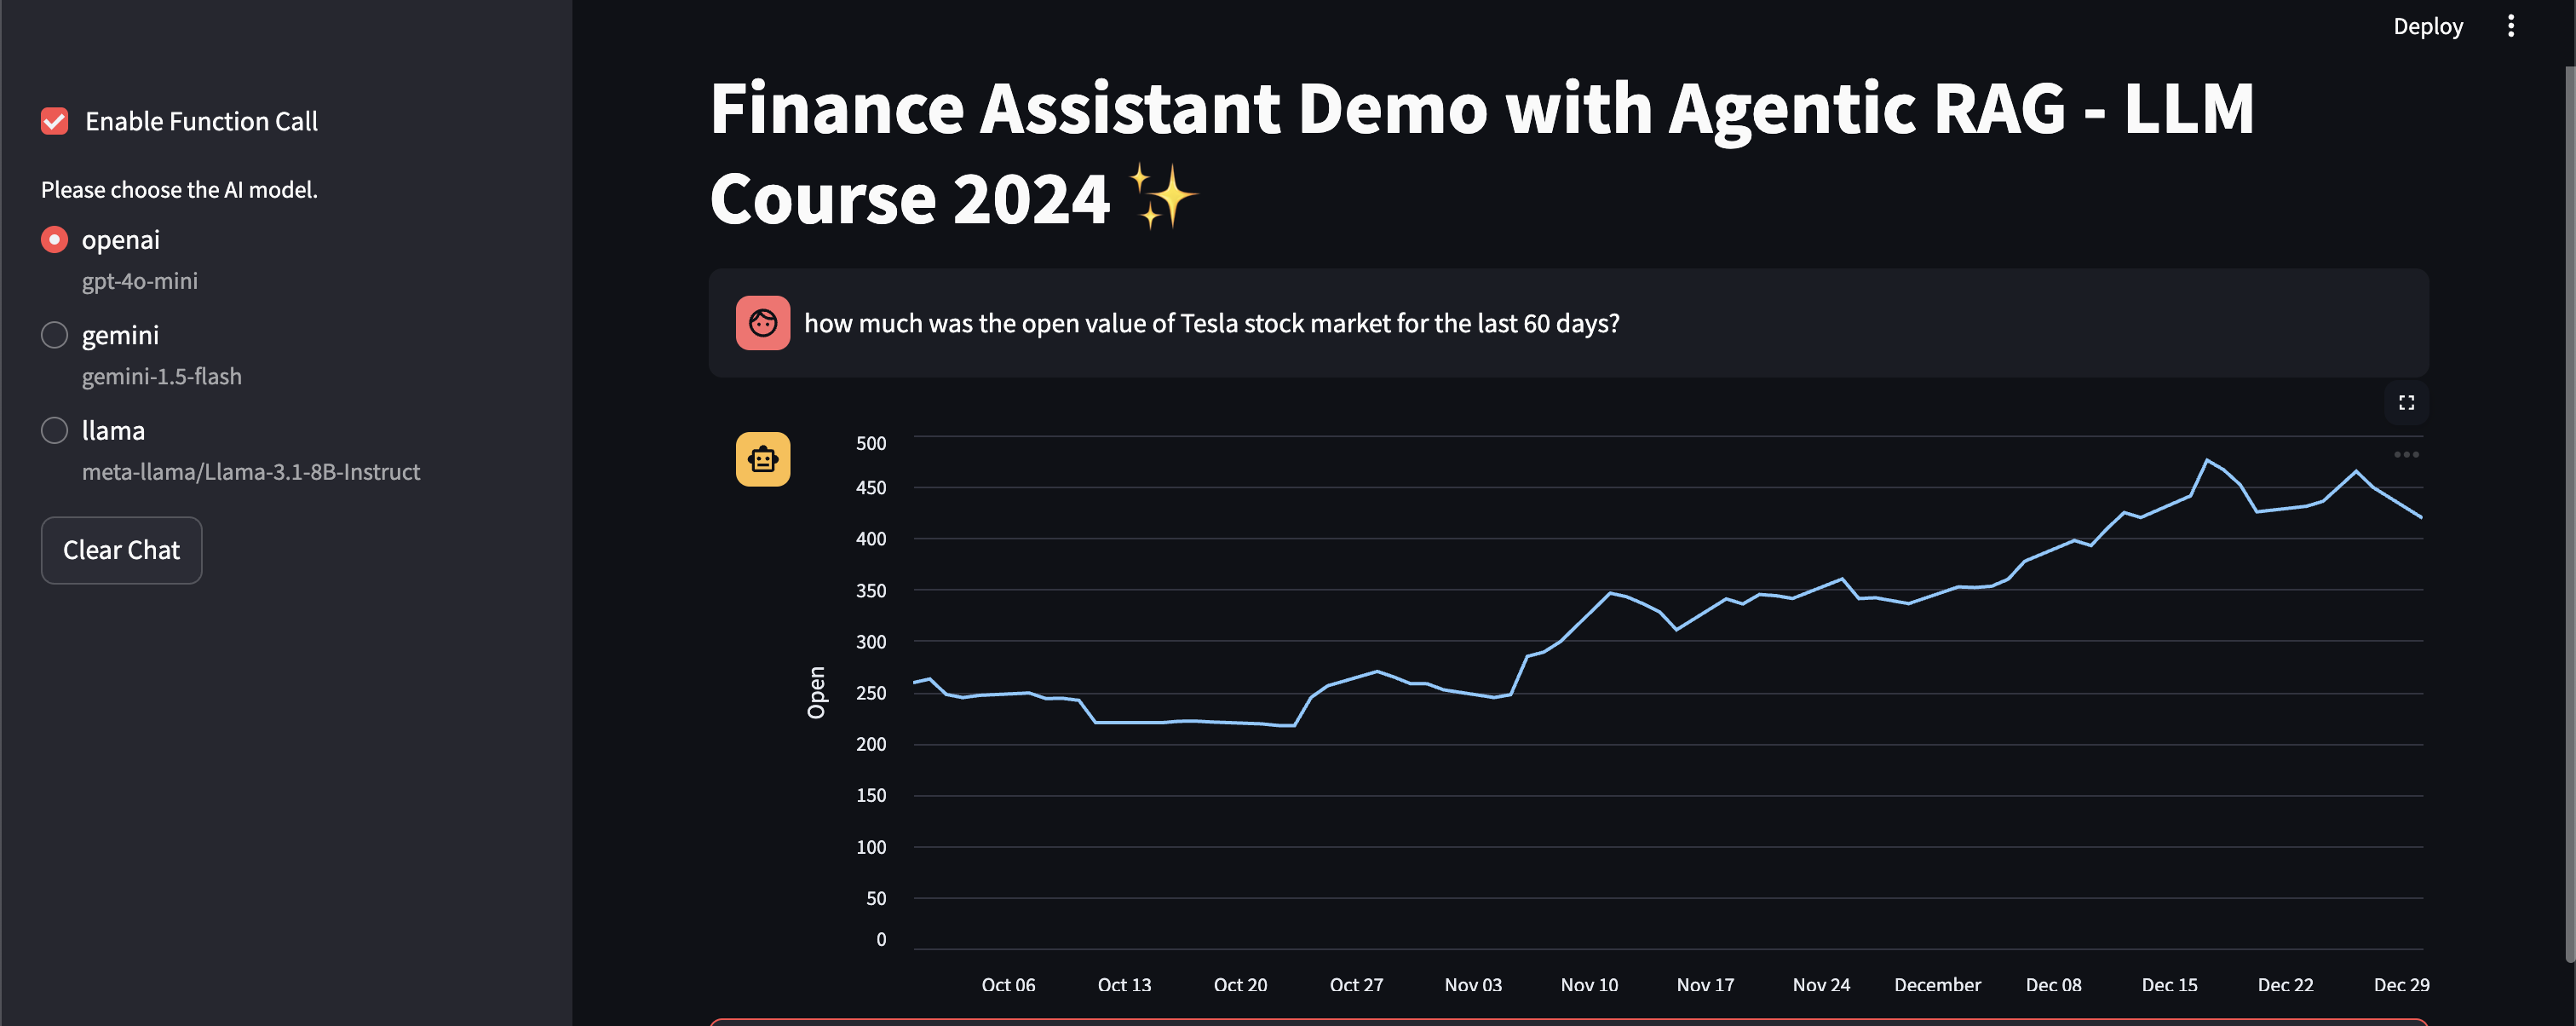 Deploy
Enable Function Call
Please choose the AI model.
openai
gpt-4o-mini
gemini
gemini-1.5-flash
llama
meta-llama/Llama-3.1-8B-Instruct
Clear Chat
Finance Assistant Demo with Agentic RAG - LLM
Course 2024 ✨
how much was the open value of Tesla stock market for the last 60 days?
500
450
400
350
300
250
200
150
100
50
0
Open
Oct 06 Oct 13 Oct 20 Oct 27 Nov 03 Nov 10 Nov 17 Nov 24 December Dec 08 Dec 15 Dec 22 Dec 29